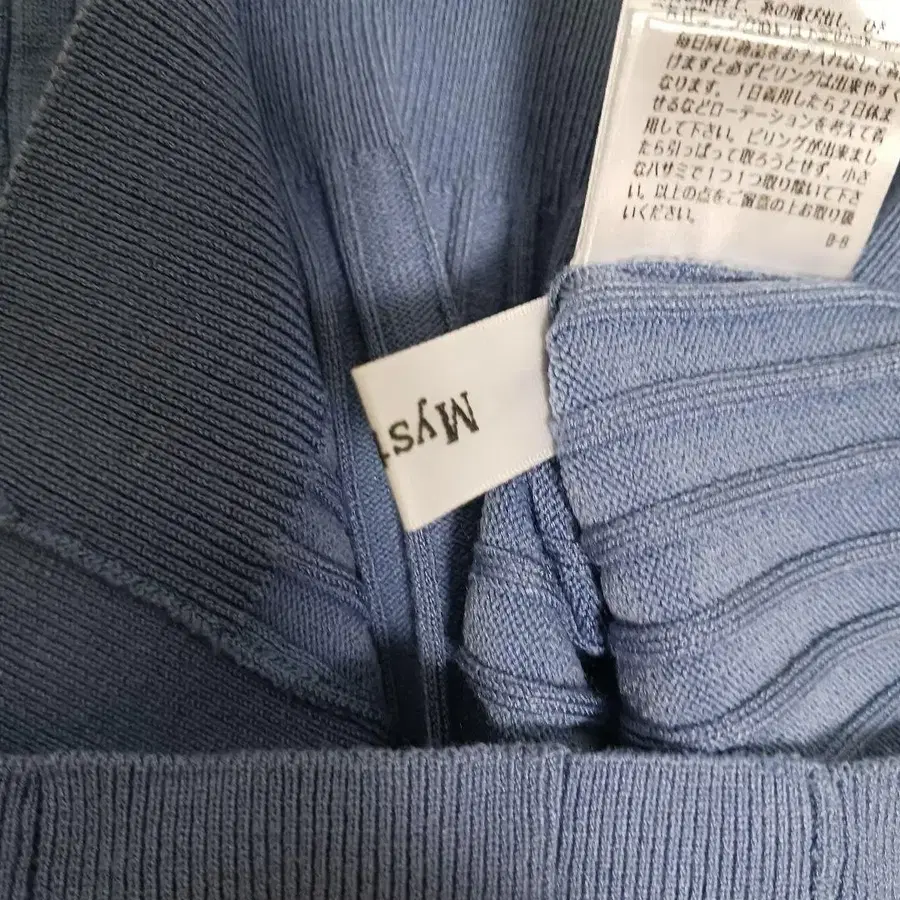 毎日同じ商品をお手入れなしで着
けますと必ずピリングは出来やすく
なります。1日着用したら2日休ま
せるなどローテーションを考えて着
用して下さい。ピリングが出来まし
たら引っぱって取ろうとせず、小さ
なハサミで1つ1つ取り除いて下さ
い。以上の点をご留意の上お取り扱
いください。
D-8
Myst